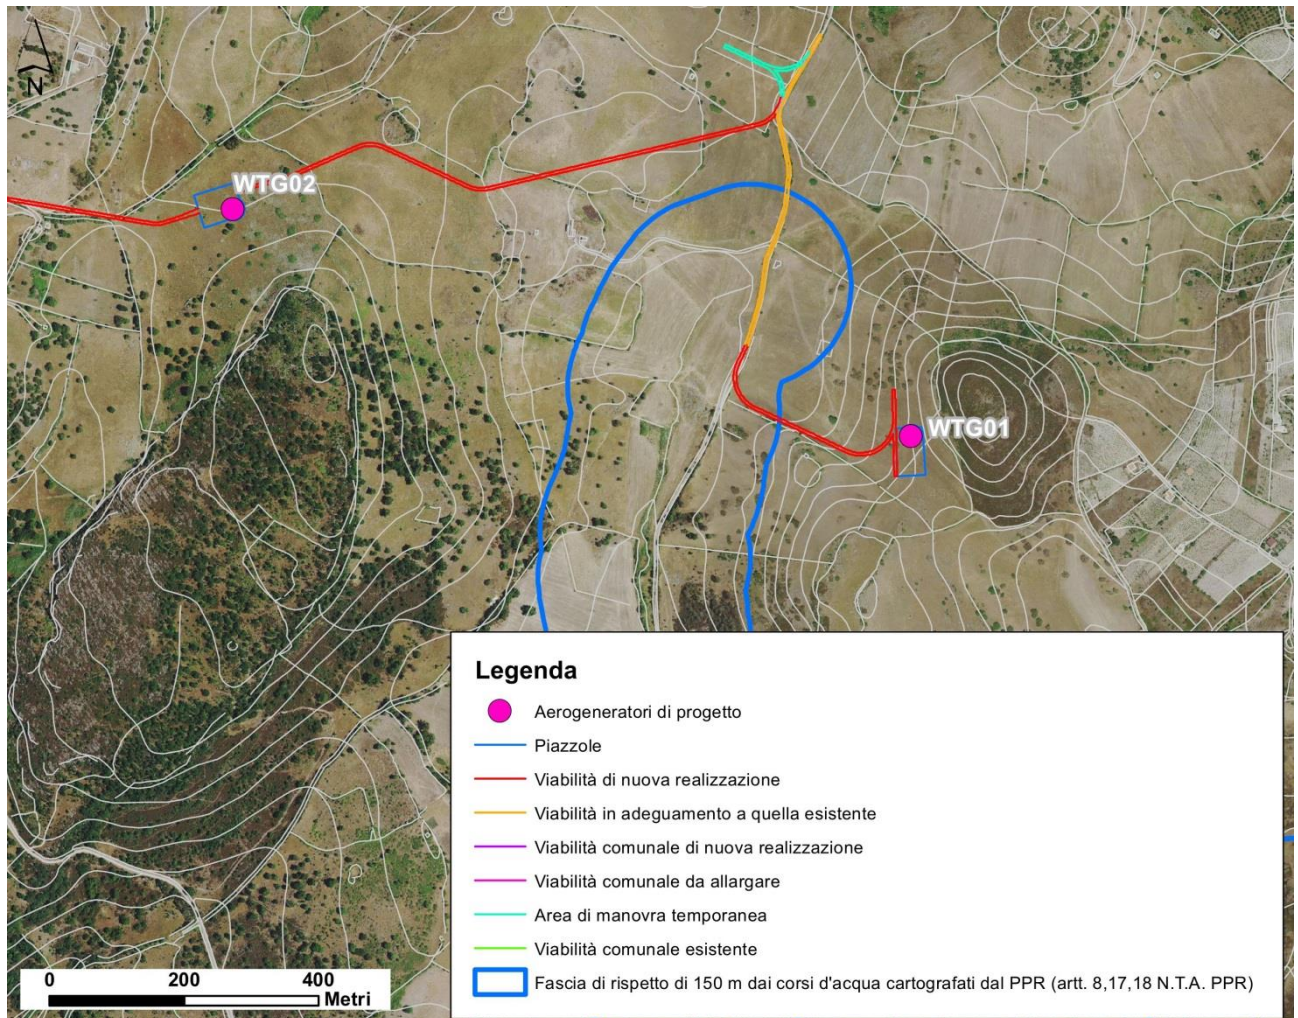 N
WTG02
WTG01
Legenda
Aerogeneratori di progetto
Piazzole
Viabilità di nuova realizzazione
Viabilità in adeguamento a quella esistente
Viabilità comunale di nuova realizzazione
Viabilità comunale da allargare
Area di manovra temporanea
Viabilità comunale esistente
Fascia di rispetto di 150 m dai corsi d'acqua cartografati dal PPR (artt. 8,17,18 N.T.A. PPR)
0 200 400
Metri